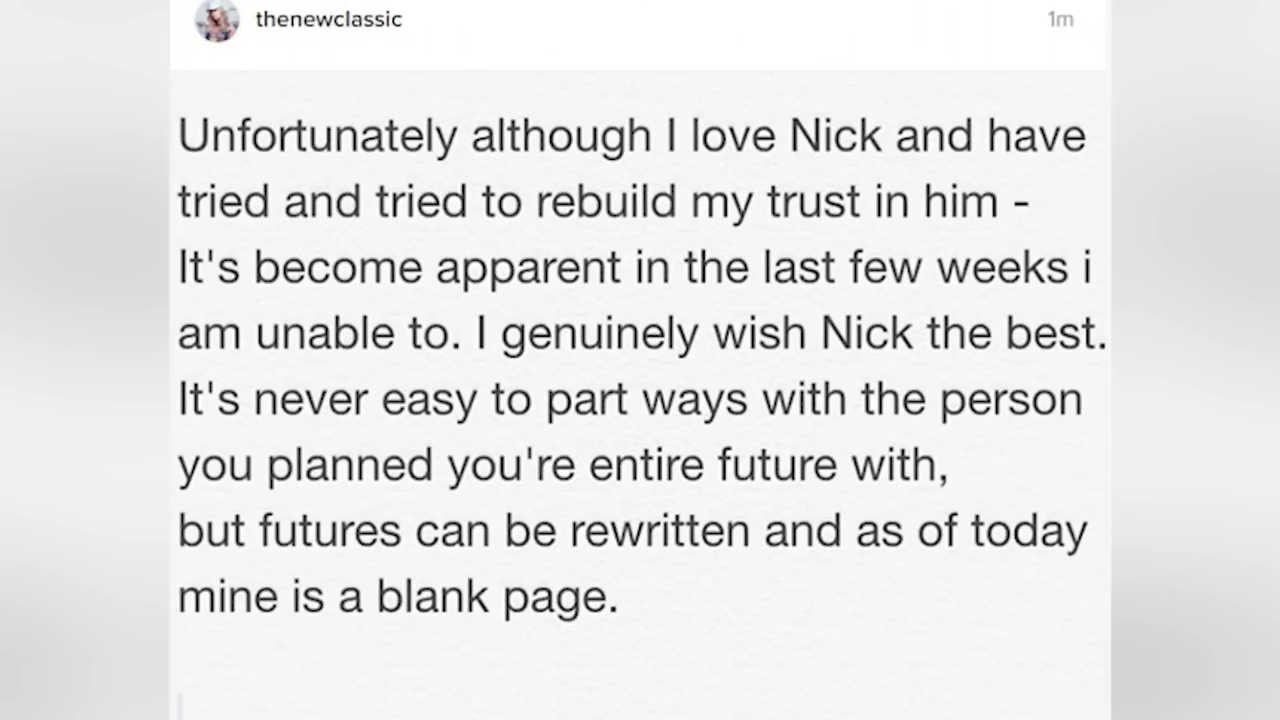 thenewclassic
1m
Unfortunately although I love Nick and have
tried and tried to rebuild my trust in him -
It's become apparent in the last few weeks i
am unable to. I genuinely wish Nick the best.
It's never easy to part ways with the person
you planned you're entire future with,
but futures can be rewritten and as of today
mine is a blank page.